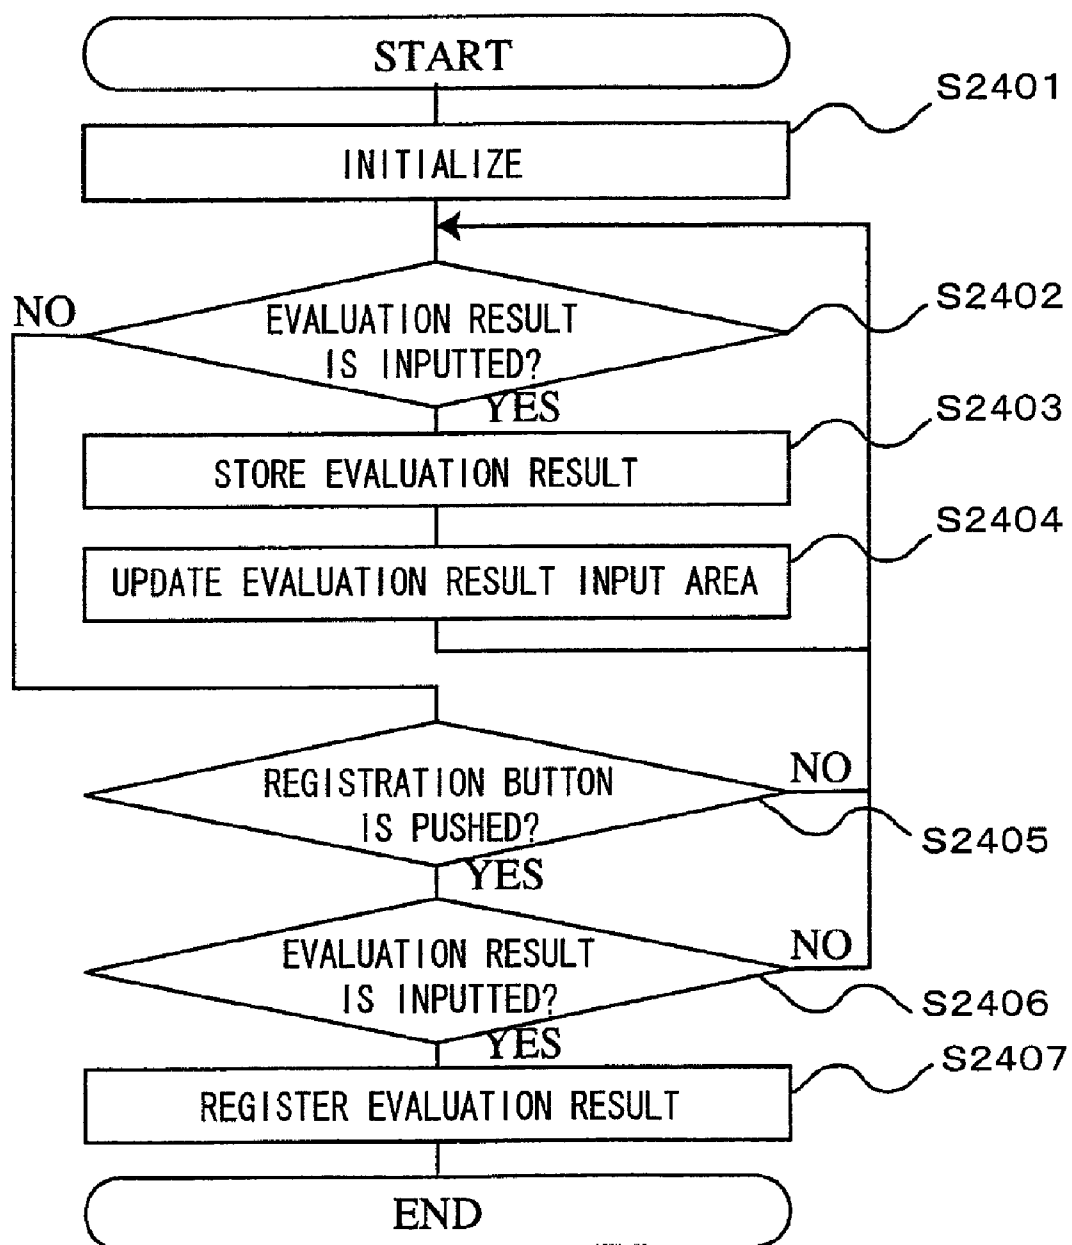 START
S2401
INITIALIZE
NO
EVALUATION RESULT
IS INPUTTED?
S2402
YES
S2403
STORE EVALUATION RESULT
S2404
UPDATE EVALUATION RESULT INPUT AREA
REGISTRATION BUTTON
IS PUSHED?
NO
S2405
YES
EVALUATION RESULT
IS INPUTTED?
NO
S2406
YES
S2407
REGISTER EVALUATION RESULT
END